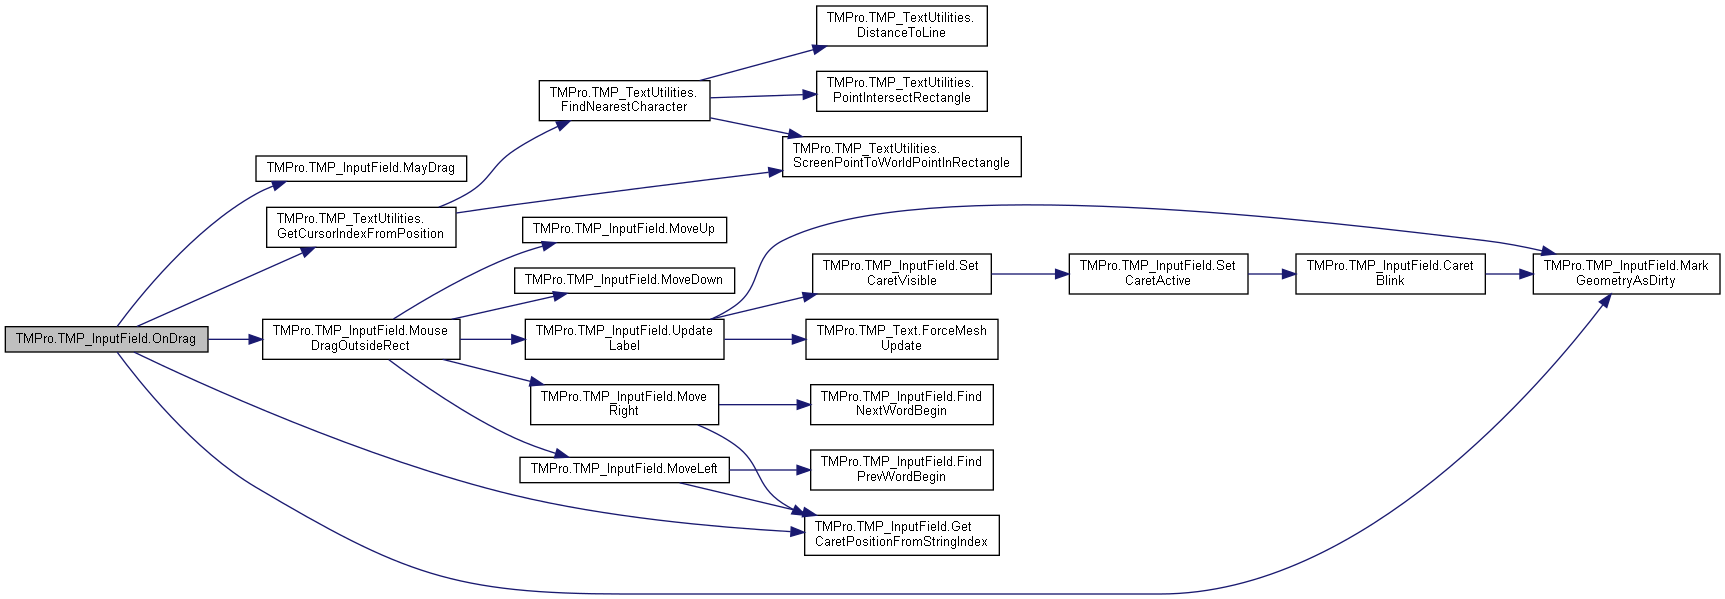 TMPro.TMP_TextUtilities.
DistanceToLine
TMPro.TMP_TextUtilities.
FindNearestCharacter
TMPro.TMP_TextUtilities.
PointIntersectRectangle
TMPro.TMP_TextUtilities.
ScreenPointToWorldPointInRectangle
TMPro.TMP_InputField.MayDrag
TMPro.TMP_TextUtilities.
GetCursorIndexFromPosition
TMPro.TMP_InputField.MoveUp
TMPro.TMP_InputField.MoveDown
TMPro.TMP_InputField.Set
CaretVisible
TMPro.TMP_InputField.Set
CaretActive
TMPro.TMP_InputField.Caret
Blink
TMPro.TMP_InputField.Mark
GeometryAsDirty
TMPro.TMP_InputField.OnDrag
TMPro.TMP_InputField.Mouse
DragOutsideRect
TMPro.TMP_InputField.Update
Label
TMPro.TMP_Text.ForceMesh
Update
TMPro.TMP_InputField.Move
Right
TMPro.TMP_InputField.Find
NextWordBegin
TMPro.TMP_InputField.MoveLeft
TMPro.TMP_InputField.Find
PrevWordBegin
TMPro.TMP_InputField.Get
CaretPositionFromStringIndex